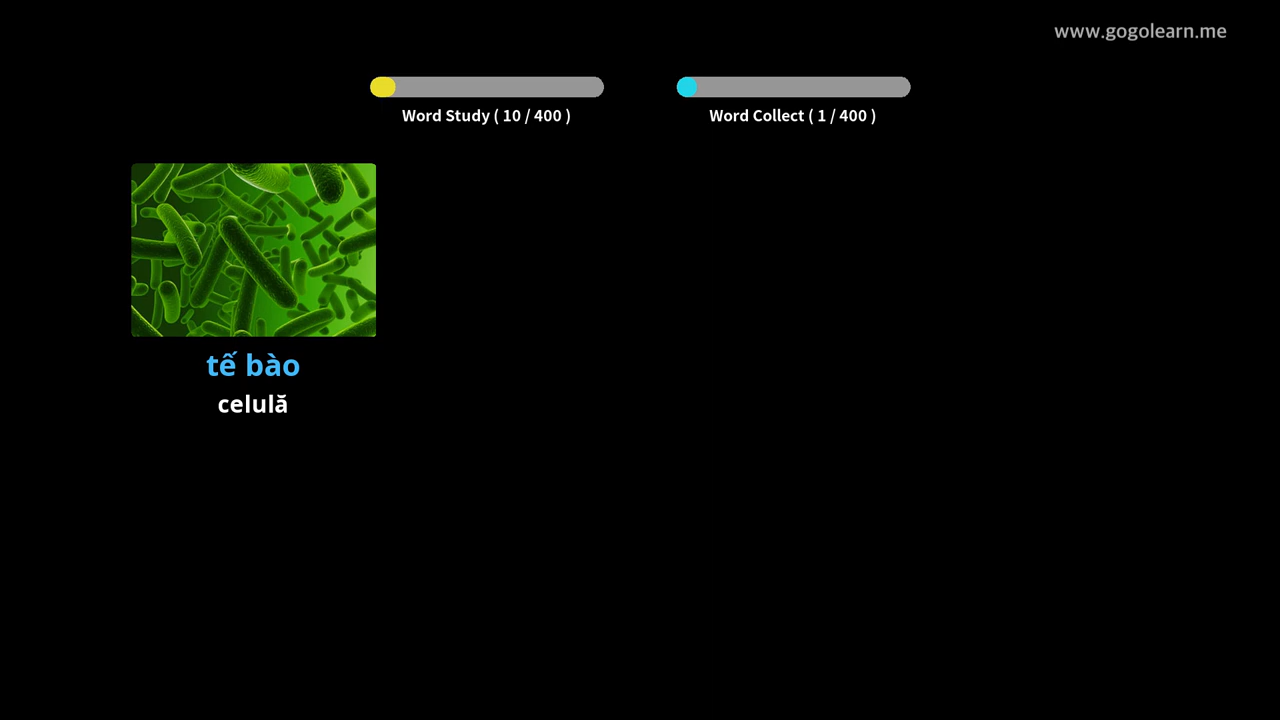 www.gogolearn.me
Word Study ( 10 / 400 )
Word Collect ( 1 / 400 )
tế bào
celulă